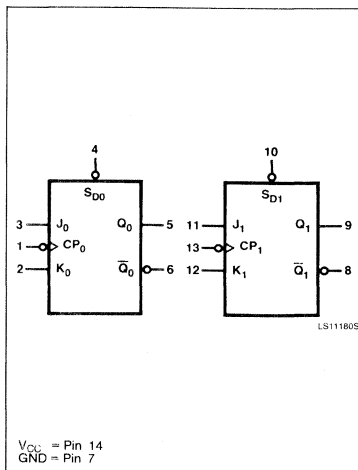 4
10
S_D0
S_D1
3 J_0 Q_0 5
11 J_1 Q_1 9
1 CP_0
13 CP_1
2 K_0 Q̅_0 6
12 K_1 Q̅_1 8
LS11180S
V_CC = Pin 14
GND = Pin 7